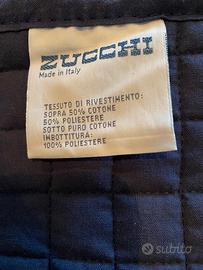 ZUCCHI
Made in Italy
TESSUTO DI RIVESTIMENTO:
SOPRA 50% COTONE
50% POLIESTERE
SOTTO PURO COTONE
IMBOTTITURA:
100% POLIESTERE
subito